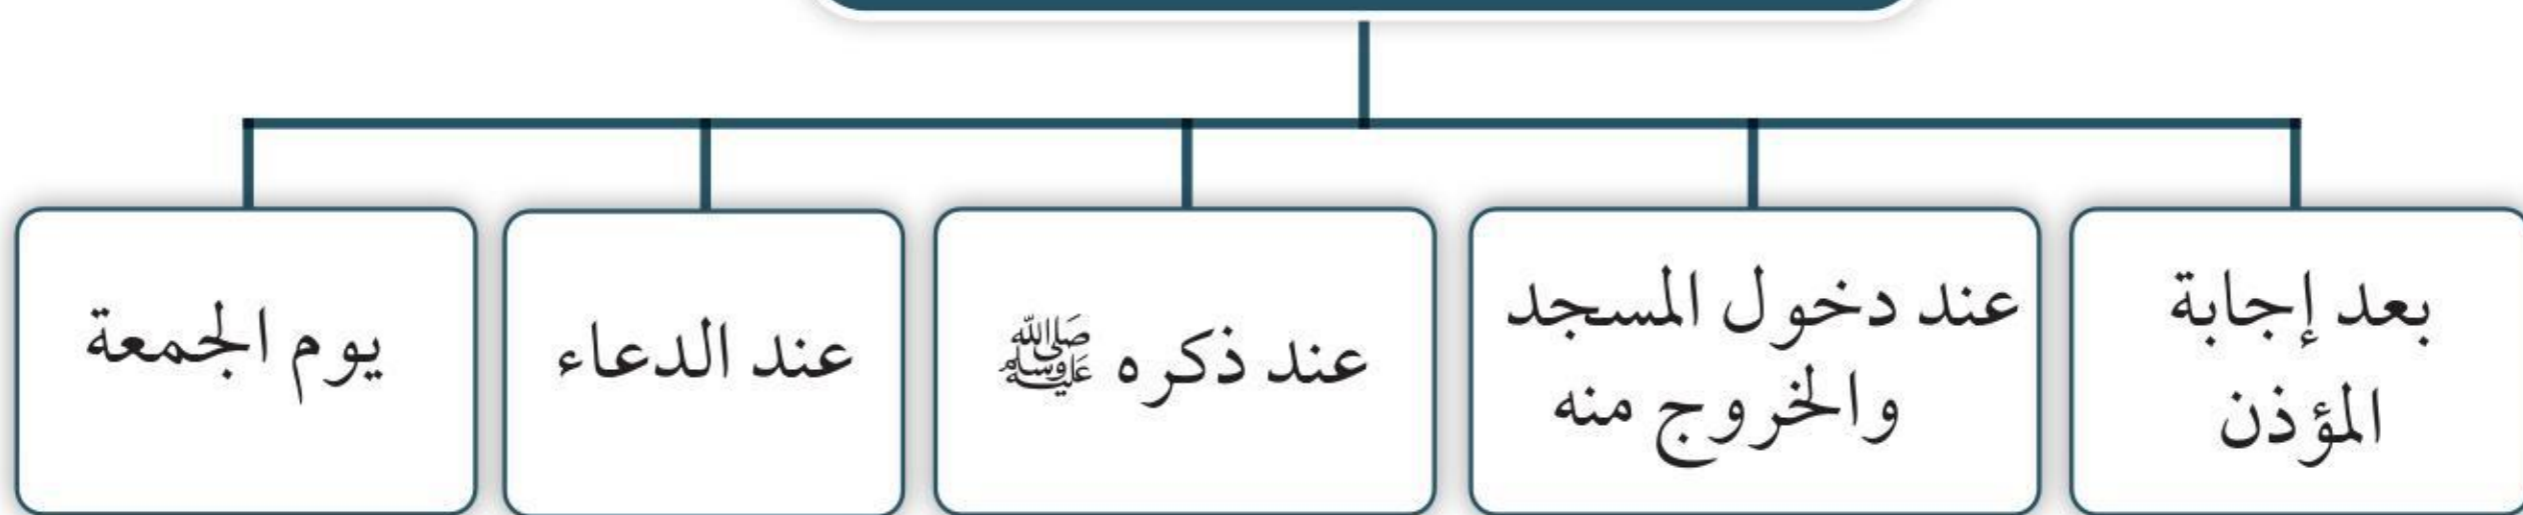 بعد إجابة
المؤذن
عند دخول المسجد
والخروج منه
عند ذكره ﷺ
عند الدعاء
يوم الجمعة